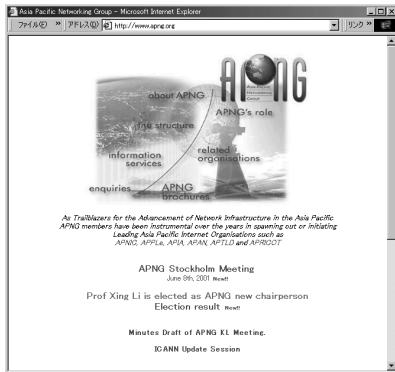 Asia Pacific Networking Group - Microsoft Internet Explorer
ファイル(F) » アドレス(D) http://www.apng.org リンク »
APNG
ASIA PACIFIC
NETWORKING
GROUP
about APNG
APNG's role
the structure
related
organisations
information
services
enquiries
APNG
brochures
As Trailblazers for the Advancement of Network Infrastructure in the Asia Pacific
APNG members have been instrumental over the years in spawning out or initiating
Leading Asia Pacific Internet Organisations such as
APNIC, APPLe, APIA, APAN, APTLD and APRICOT
APNG Stockholm Meeting
June 8th, 2001 New!!
Prof Xing Li is elected as APNG new chairperson
Election result New!!
Minutes Draft of APNG KL Meeting.
ICANN Update Session